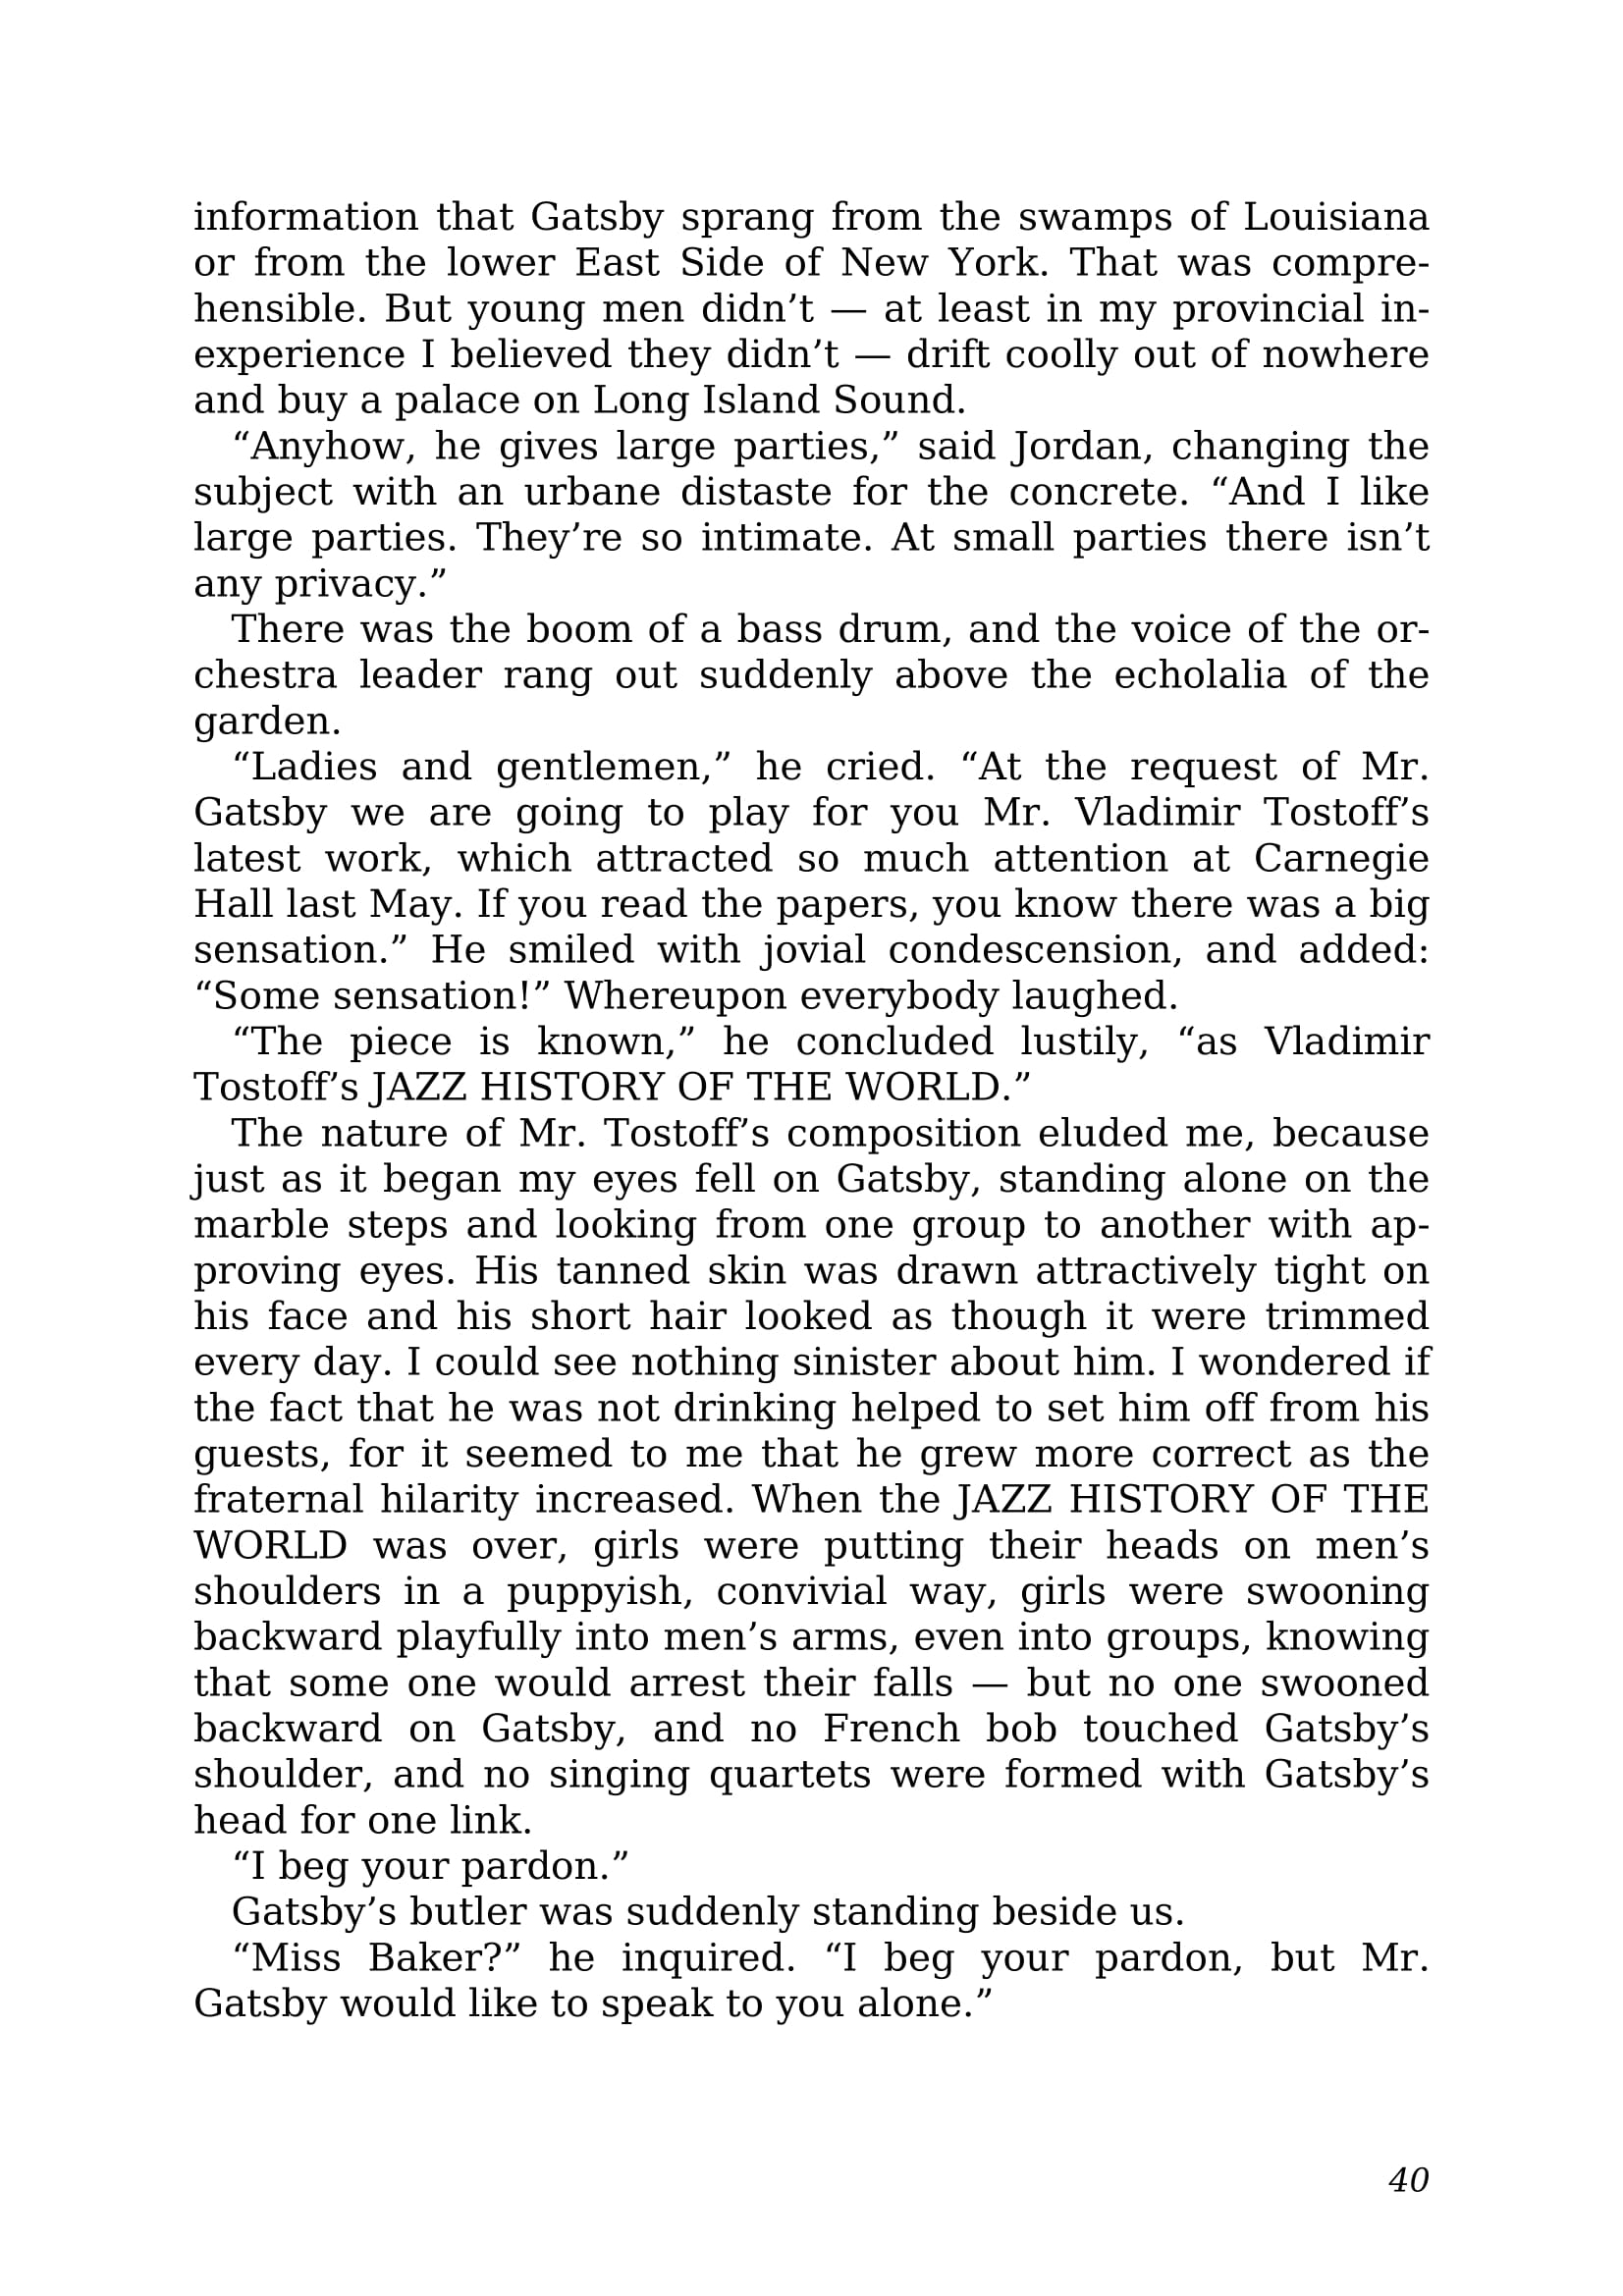 information that Gatsby sprang from the swamps of Louisiana
or from the lower East Side of New York. That was compre-
hensible. But young men didn’t — at least in my provincial in-
experience I believed they didn’t — drift coolly out of nowhere
and buy a palace on Long Island Sound.
“Anyhow, he gives large parties,” said Jordan, changing the
subject with an urbane distaste for the concrete. “And I like
large parties. They’re so intimate. At small parties there isn’t
any privacy.”
There was the boom of a bass drum, and the voice of the or-
chestra leader rang out suddenly above the echolalia of the
garden.
“Ladies and gentlemen,” he cried. “At the request of Mr.
Gatsby we are going to play for you Mr. Vladimir Tostoff’s
latest work, which attracted so much attention at Carnegie
Hall last May. If you read the papers, you know there was a big
sensation.” He smiled with jovial condescension, and added:
“Some sensation!” Whereupon everybody laughed.
“The piece is known,” he concluded lustily, “as Vladimir
Tostoff’s JAZZ HISTORY OF THE WORLD.”
The nature of Mr. Tostoff’s composition eluded me, because
just as it began my eyes fell on Gatsby, standing alone on the
marble steps and looking from one group to another with ap-
proving eyes. His tanned skin was drawn attractively tight on
his face and his short hair looked as though it were trimmed
every day. I could see nothing sinister about him. I wondered if
the fact that he was not drinking helped to set him off from his
guests, for it seemed to me that he grew more correct as the
fraternal hilarity increased. When the JAZZ HISTORY OF THE
WORLD was over, girls were putting their heads on men’s
shoulders in a puppyish, convivial way, girls were swooning
backward playfully into men’s arms, even into groups, knowing
that some one would arrest their falls — but no one swooned
backward on Gatsby, and no French bob touched Gatsby’s
shoulder, and no singing quartets were formed with Gatsby’s
head for one link.
“I beg your pardon.”
Gatsby’s butler was suddenly standing beside us.
“Miss Baker?” he inquired. “I beg your pardon, but Mr.
Gatsby would like to speak to you alone.”
40